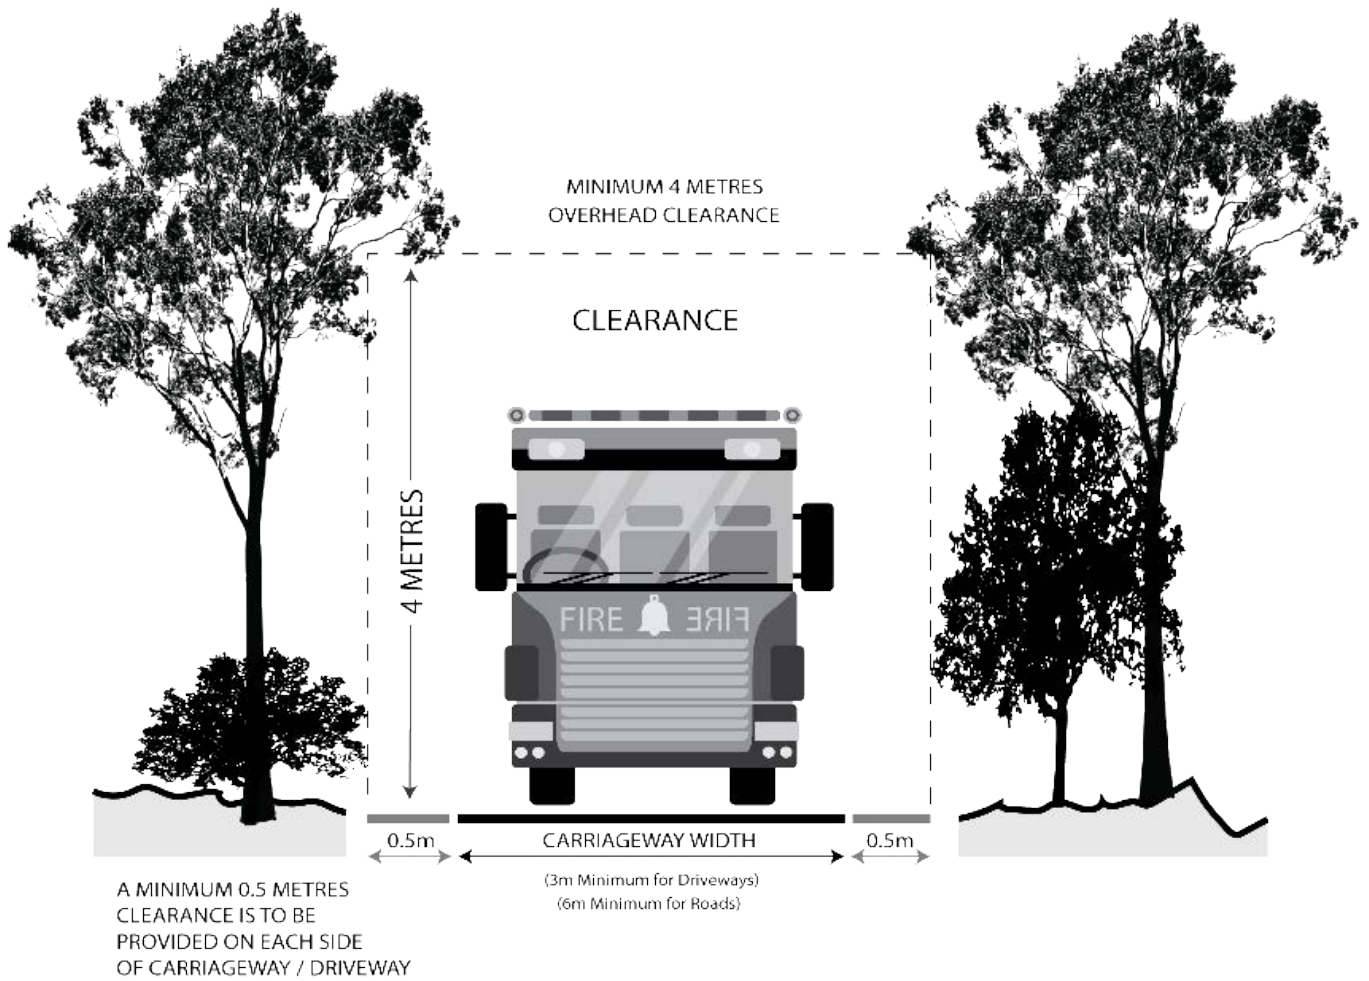 MINIMUM 4 METRES
OVERHEAD CLEARANCE
CLEARANCE
4 METRES
FIRE FIRE
0.5m
CARRIAGEWAY WIDTH
0.5m
(3m Minimum for Driveways)
(6m Minimum for Roads)
A MINIMUM 0.5 METRES
CLEARANCE IS TO BE
PROVIDED ON EACH SIDE
OF CARRIAGEWAY / DRIVEWAY